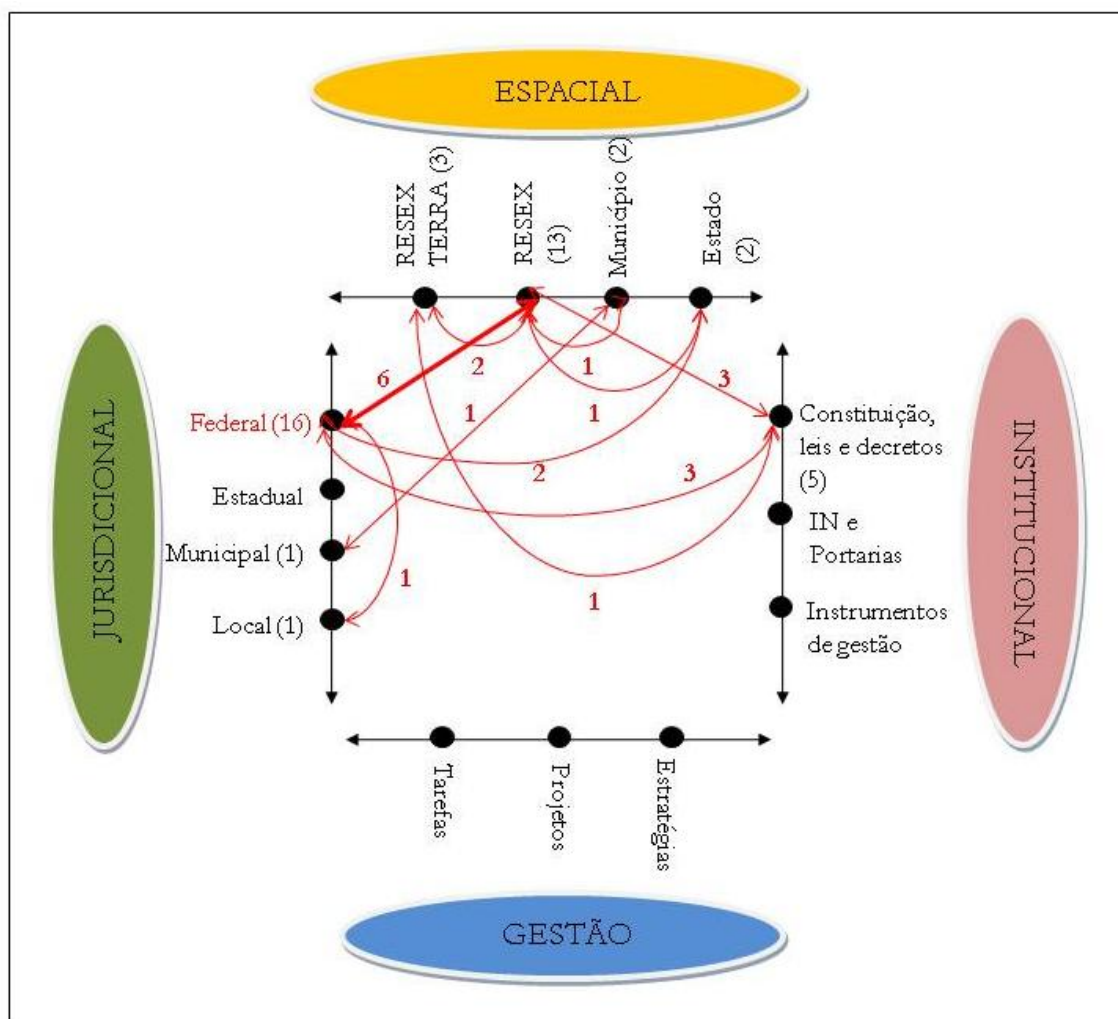 ESPACIAL
RESEX
TERRA (3)
RESEX
(13)
Município (2)
Estado
(2)
6
2
1
3
1
1
Federal (16)
Estadual
Municipal (1)
Local (1)
2
3
1
1
Constituição,
leis e decretos
(5)
IN e
Portarias
Instrumentos
de gestão
JURISDICIONAL
INSTITUCIONAL
Tarefas
Projetos
Estratégias
GESTÃO